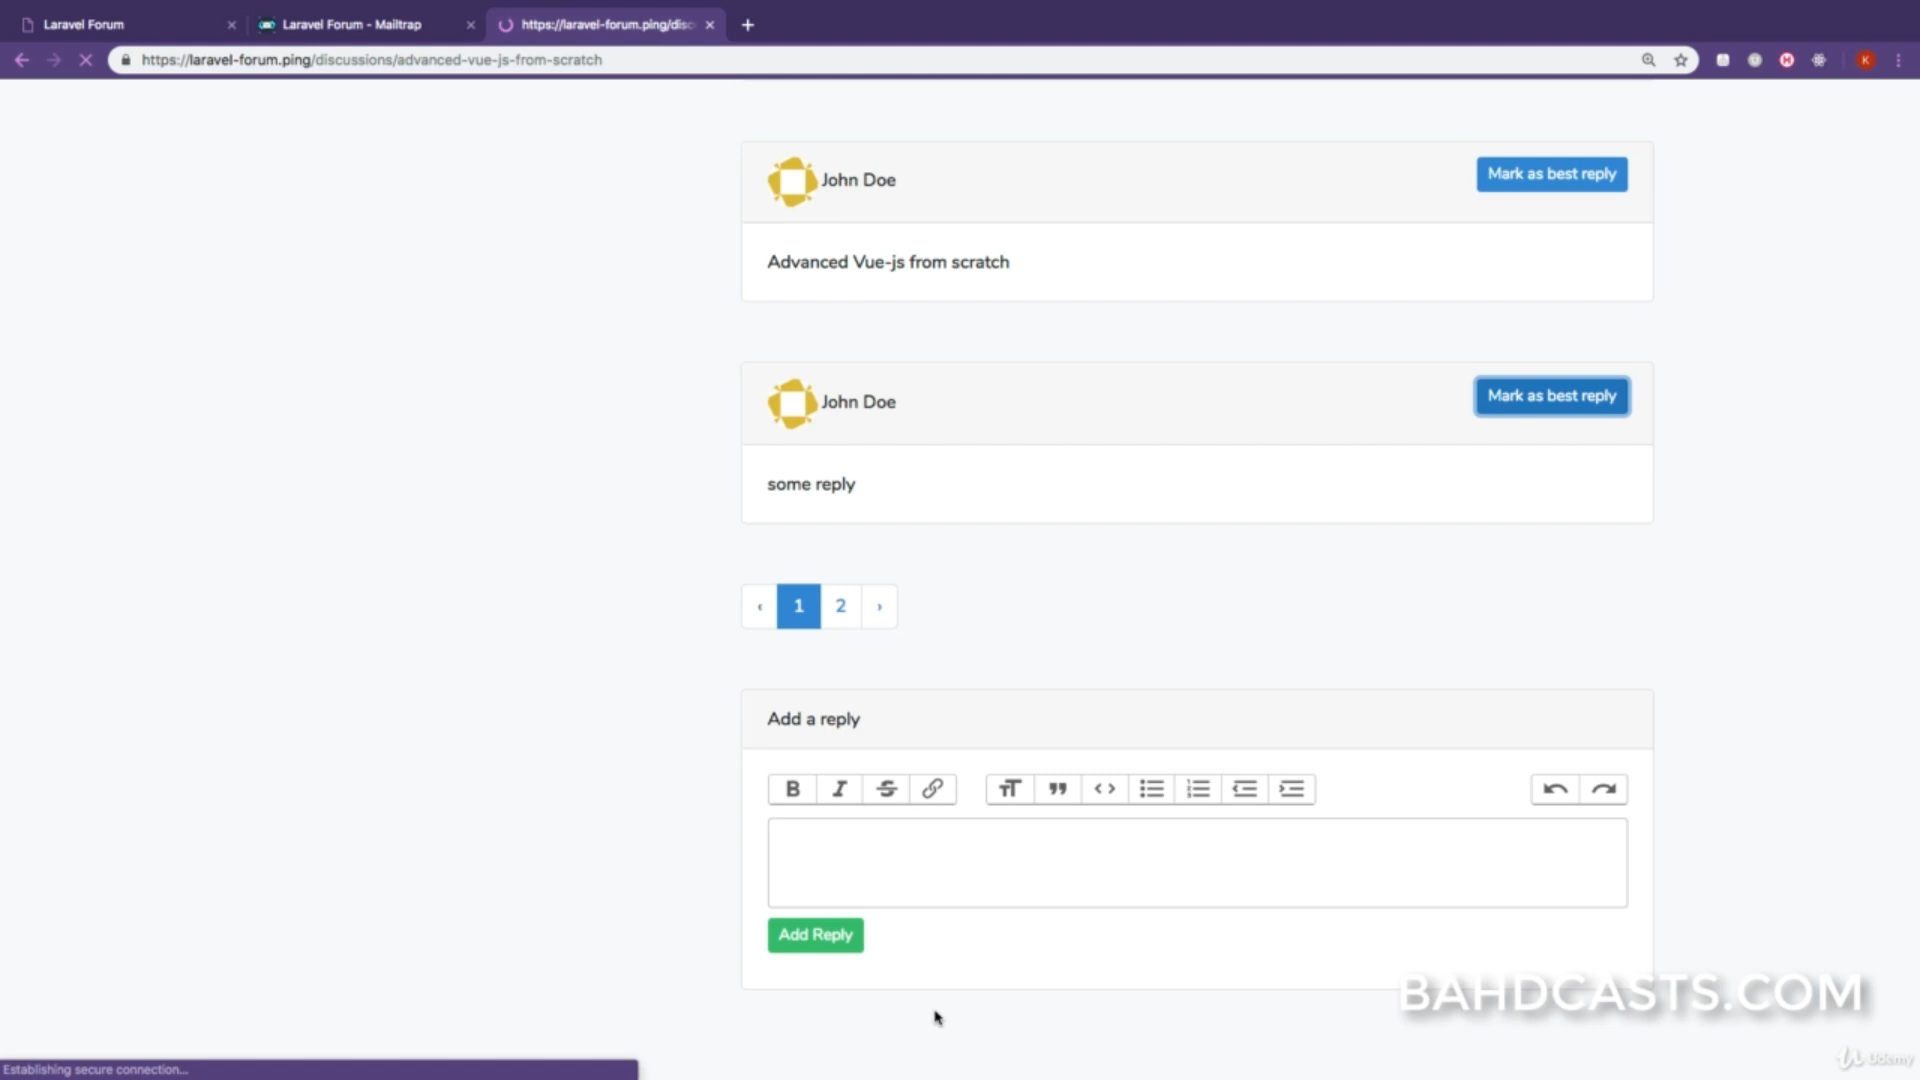 Laravel Forum
Laravel Forum - Mailtrap
https://laravel-forum.ping/disc
https://laravel-forum.ping/discussions/advanced-vue-js-from-scratch
K
John Doe
Mark as best reply
Advanced Vue-js from scratch
John Doe
Mark as best reply
some reply
‹ 1 2 ›
Add a reply
Add Reply
BAHDCASTS.COM
Udemy
Establishing secure connection...